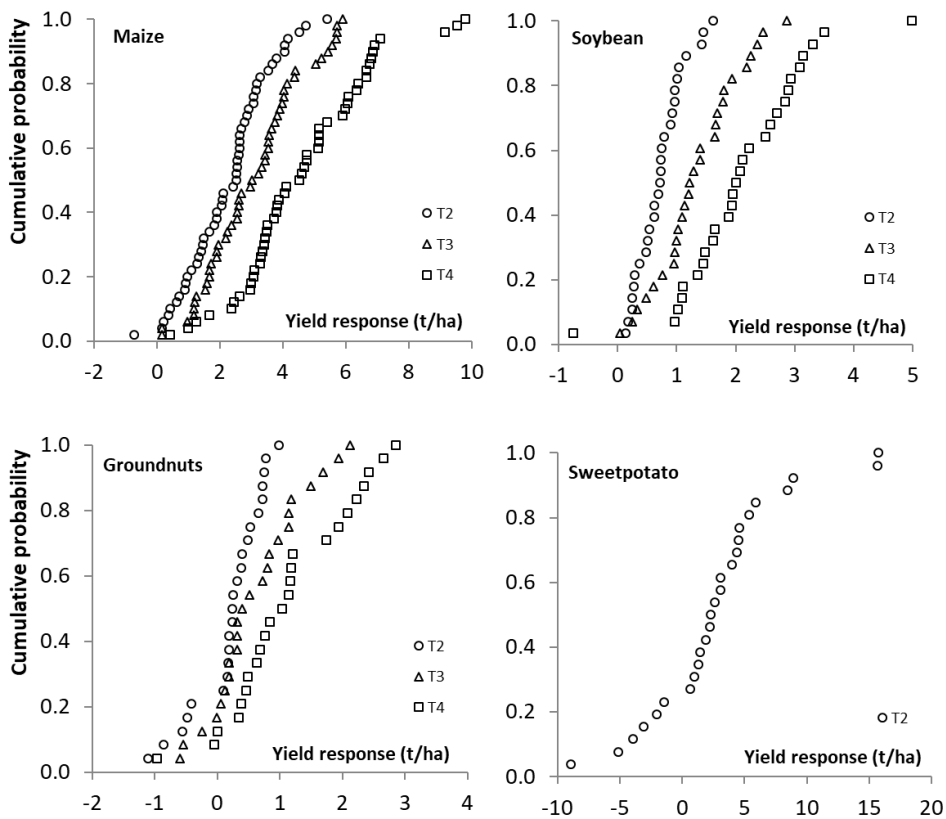 Cumulative probability
Maize
1.0
0.8
0.6
0.4
0.2
0.0
T2
T3
T4
Yield response (t/ha)
-2 0 2 4 6 8 10
Soybean
1.0
0.8
0.6
0.4
0.2
0.0
T2
T3
T4
Yield response (t/ha)
-1 0 1 2 3 4 5
Cumulative probability
Groundnuts
1.0
0.8
0.6
0.4
0.2
0.0
T2
T3
T4
Yield response (t/ha)
-2 -1 0 1 2 3 4
Sweetpotato
1.0
0.8
0.6
0.4
0.2
0.0
T2
Yield response (t/ha)
-10 -5 0 5 10 15 20